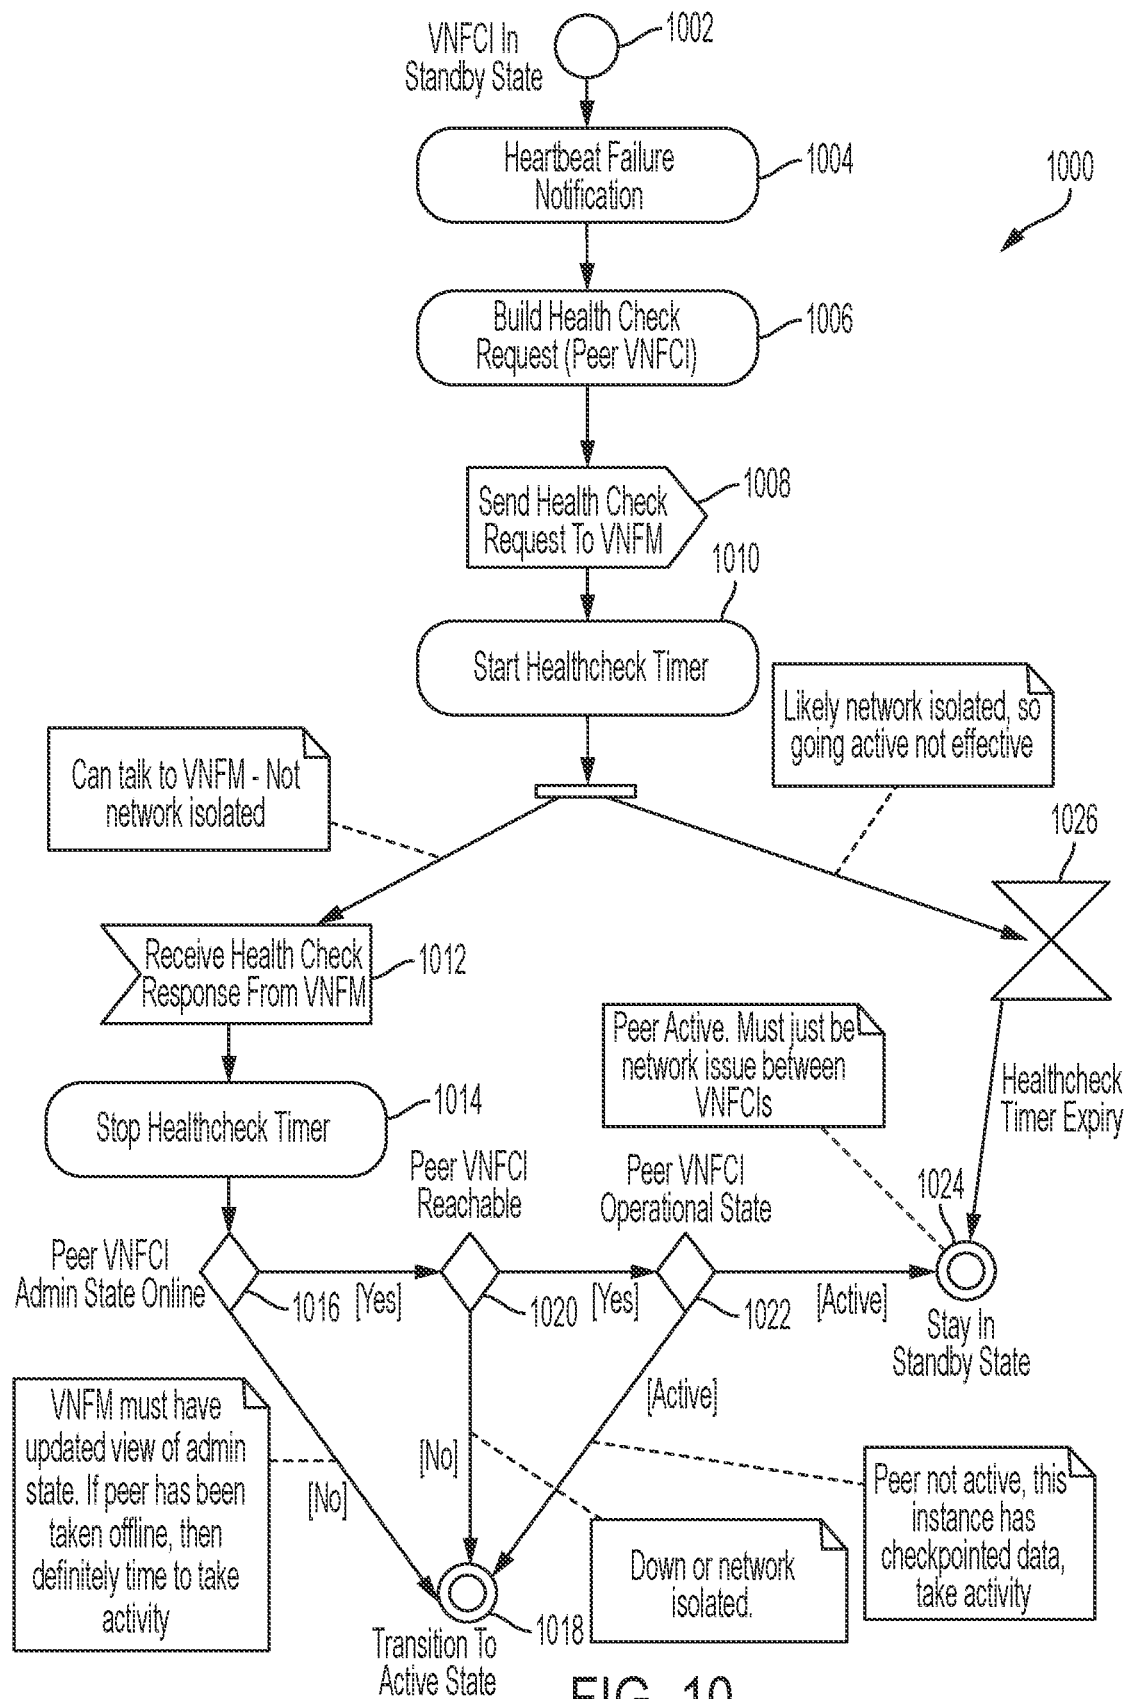 VNFCI In
Standby State
1002
Heartbeat Failure
Notification
1004
1000
Build Health Check
Request (Peer VNFCI)
1006
Send Health Check
Request To VNFM
1008
1010
Start Healthcheck Timer
Likely network isolated, so
going active not effective
Can talk to VNFM - Not
network isolated
1026
Receive Health Check
Response From VNFM
1012
Peer Active. Must just be
network issue between
VNFCIs
Healthcheck
Timer Expiry
Stop Healthcheck Timer
1014
Peer VNFCI
Reachable
Peer VNFCI
Operational State
1024
Peer VNFCI
Admin State Online
1016
[Yes]
1020
[Yes]
1022
[Active]
Stay In
Standby State
VNFM must have
updated view of admin
state. If peer has been
taken offline, then
definitely time to take
activity
[No]
[No]
[Active]
Peer not active, this
instance has
checkpointed data,
take activity
Down or network
isolated.
1018
Transition To
Active State
FIG. 10